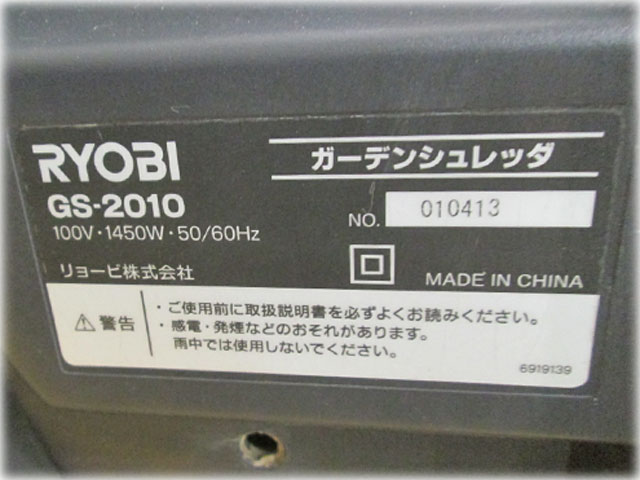 RYOBI
ガーデンシュレッダ
GS-2010
NO. 010413
100V・1450W・50/60Hz
リョービ株式会社
MADE IN CHINA
⚠警告
・ご使用前に取扱説明書を必ずよくお読みください。
・感電・発煙などのおそれがあります。
雨中では使用しないでください。
6919139